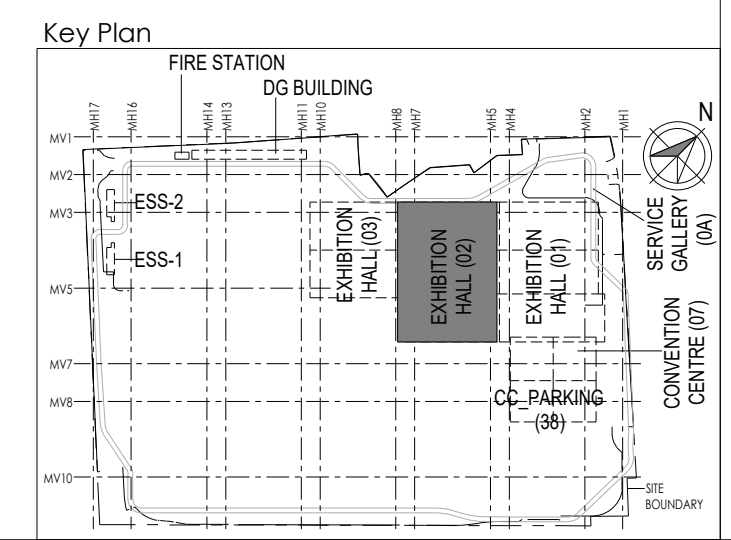 Key Plan
FIRE STATION
DG BUILDING
MH17
MH16
MH14
MH13
MH11
MH10
MH8
MH7
MH5
MH4
MH2
MH1
N
MV1
MV2
MV3
MV5
MV7
MV8
MV10
ESS-2
ESS-1
EXHIBITION
HALL (03)
EXHIBITION
HALL (02)
EXHIBITION
HALL (01)
SERVICE
GALLERY
(0A)
CONVENTION
CENTRE (07)
CC_PARKING
(38)
SITE
BOUNDARY